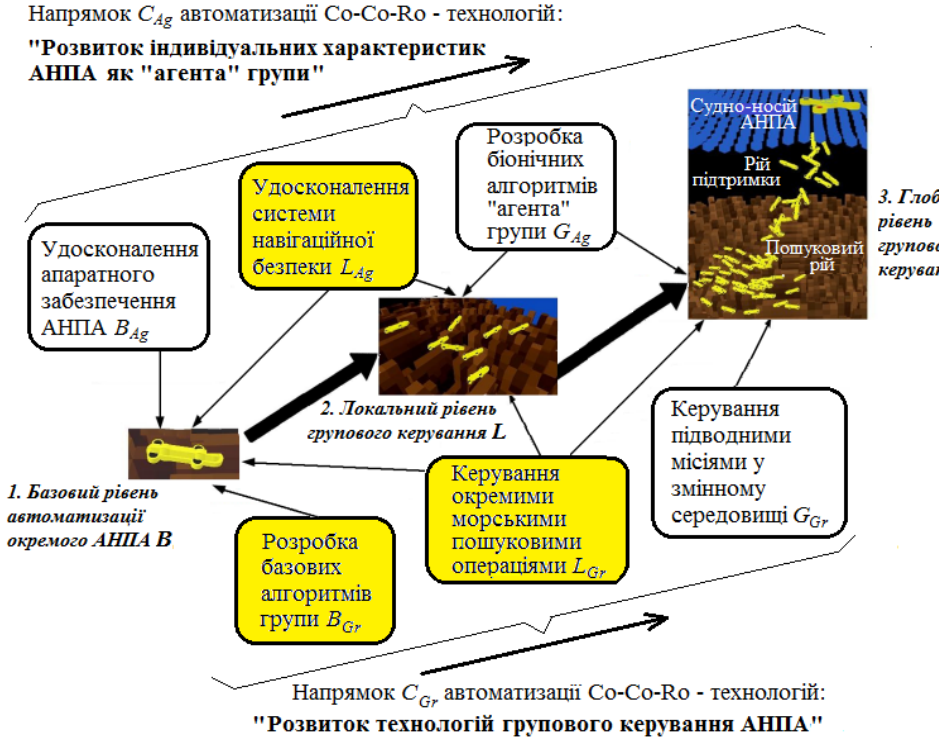 Напрямок C_Ag автоматизації Co-Co-Ro - технологій:
"Розвиток індивідуальних характеристик
АНПА як "агента" групи"
Судно-носій
АНПА
Рій
підтримки
Пошуковий
рій
Розробка
біонічних
алгоритмів
"агента"
групи G_Ag
Удосконалення
системи
навігаційної
безпеки L_Ag
Удосконалення
апаратного
забезпечення
АНПА B_Ag
3.
рівень
2. Локальний рівень
групового керування L
1. Базовий рівень
автоматизації
окремого АНПА B
Керування
підводними
місіями у
змінному
середовищі G_Gr
Керування
окремими
морськими
пошуковими
операціями L_Gr
Розробка
базових
алгоритмів
групи B_Gr
Напрямок C_Gr автоматизації Co-Co-Ro - технологій:
"Розвиток технологій групового керування АНПА"